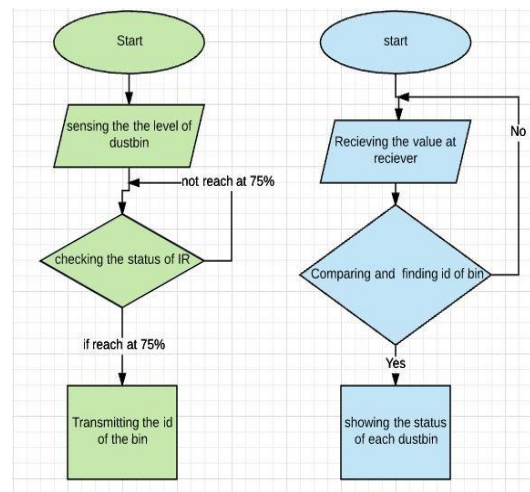 Start
sensing the the level of
dustbin
not reach at 75%
checking the status of IR
if reach at 75%
Transmitting the id
of the bin
start
No
Recieving the value at
reciever
Comparing and finding id of bin
Yes
showing the status
of each dustbin